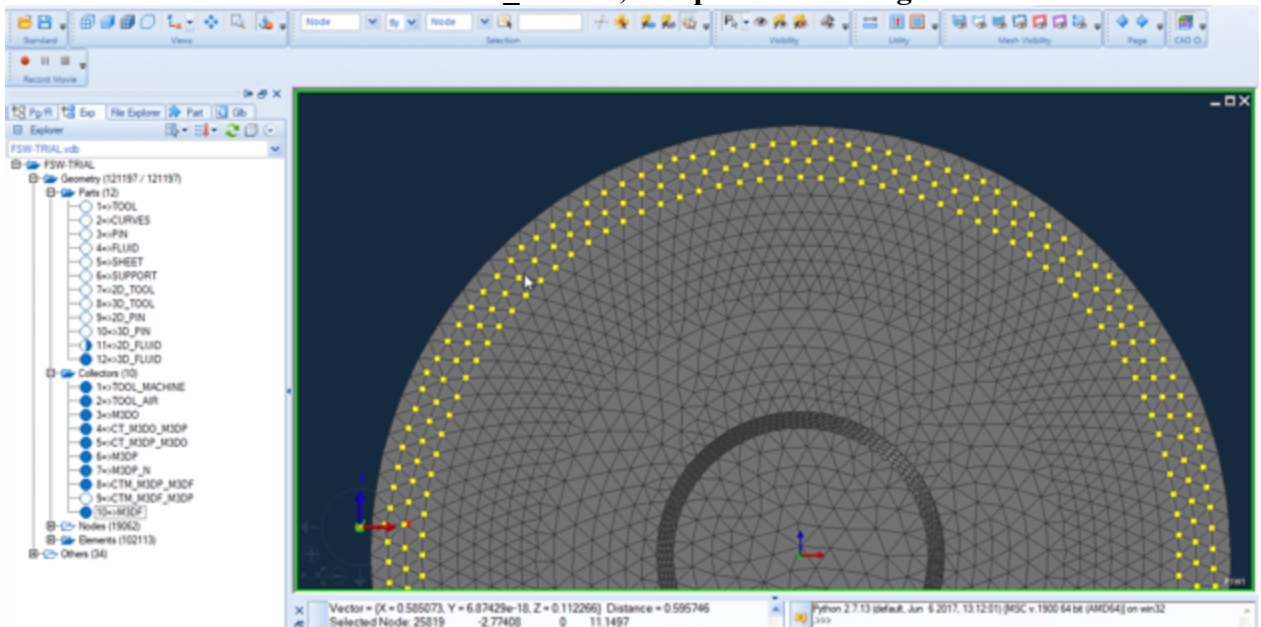 Node By Node
Standard Views Selection Visibility Utility Mesh Visibility Page CAD O..
Record Movie
Exp File Explorer Part Glb
Explorer
FSW-TRIAL.vdb
FSW-TRIAL
Geometry (121197 / 121197)
Parts (12)
1=>TOOL
2=>CURVES
3=>PIN
4=>FLUID
5=>SHEET
6=>SUPPORT
7=>2D_TOOL
8=>3D_TOOL
9=>2D_PIN
10=>3D_PIN
11=>2D_FLUID
12=>3D_FLUID
Collectors (10)
1=>TOOL_MACHINE
2=>TOOL_AIR
3=>M3DO
4=>CT_M3DO_M3DP
5=>CT_M3DP_M3DO
6=>M3DP
7=>M3DP_N
8=>CTM_M3DP_M3DF
9=>CTM_M3DF_M3DP
10=>M3DF
Nodes (19062)
Elements (102113)
Others (34)
Vector = (X = 0.585073, Y = 6.87429e-18, Z = 0.112266) Distance = 0.595746
Selected Node: 25819 -2.77408 0 11.1497
Python 2.7.13 (default, Jun 6 2017, 13:12:01) [MSC v.1900 64 bit (AMD64)] on win32
>>>